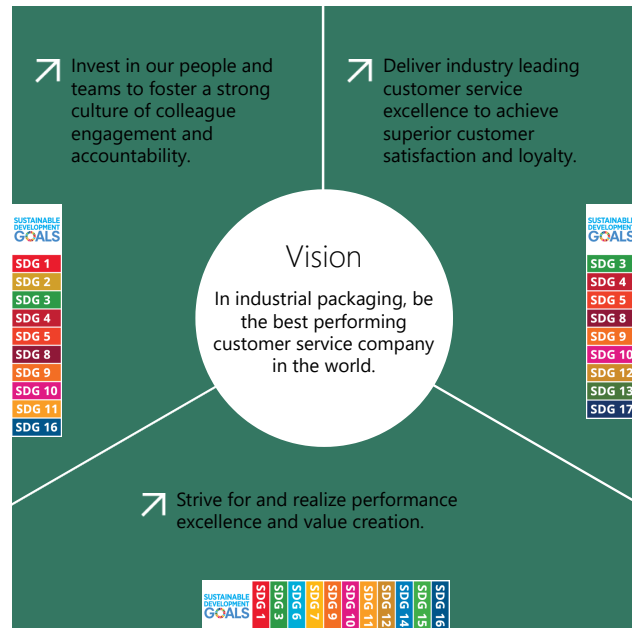 Invest in our people and
teams to foster a strong
culture of colleague
engagement and
accountability.
Deliver industry leading
customer service
excellence to achieve
superior customer
satisfaction and loyalty.
SUSTAINABLE
DEVELOPMENT
GOALS
SDG 1
SDG 2
SDG 3
SDG 4
SDG 5
SDG 8
SDG 9
SDG 10
SDG 11
SDG 16
Vision
In industrial packaging, be
the best performing
customer service company
in the world.
SUSTAINABLE
DEVELOPMENT
GOALS
SDG 3
SDG 4
SDG 5
SDG 8
SDG 9
SDG 10
SDG 12
SDG 13
SDG 17
Strive for and realize performance
excellence and value creation.
SUSTAINABLE
DEVELOPMENT
GOALS
SDG 1
SDG 3
SDG 6
SDG 7
SDG 9
SDG 10
SDG 11
SDG 12
SDG 14
SDG 15
SDG 16